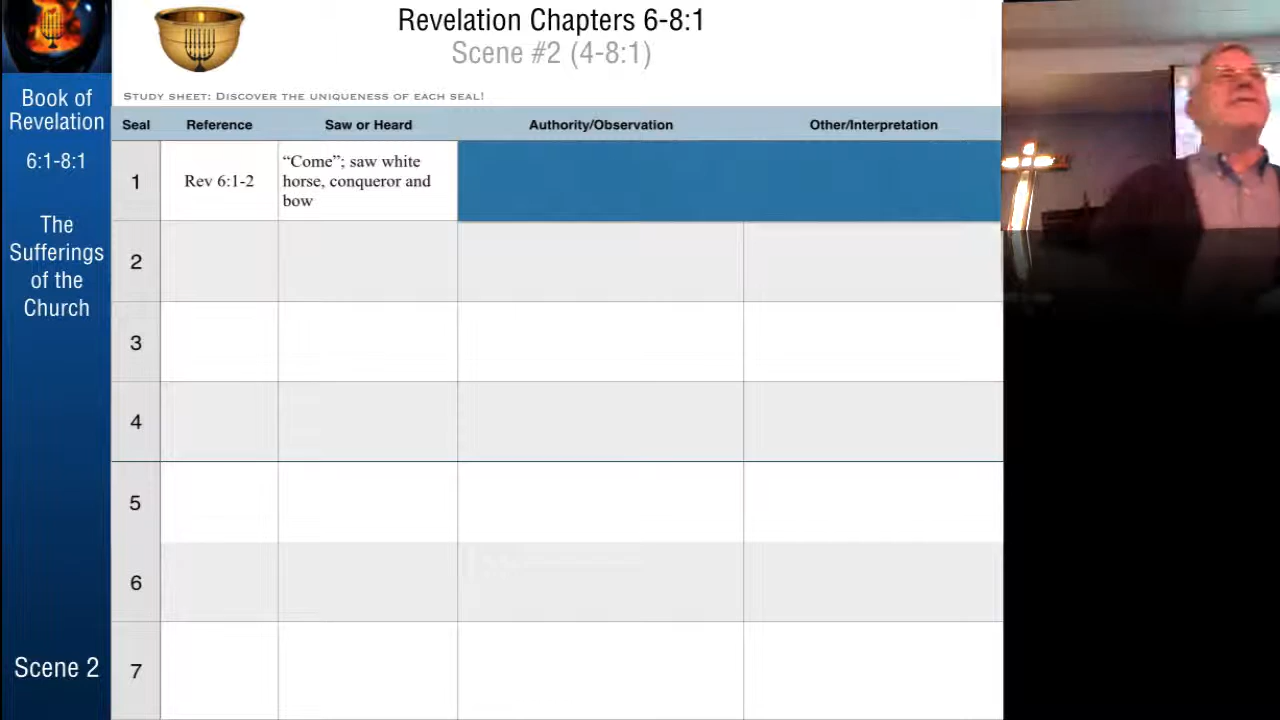 Revelation Chapters 6-8:1
Scene #2 (4-8:1)
STUDY SHEET: DISCOVER THE UNIQUENESS OF EACH SEAL!
Book of
Revelation
6:1-8:1
The
Sufferings
of the
Church
Scene 2
Seal Reference Saw or Heard Authority/Observation Other/Interpretation
1 Rev 6:1-2 “Come”; saw white
horse, conqueror and
bow
2
3
4
5
6
7